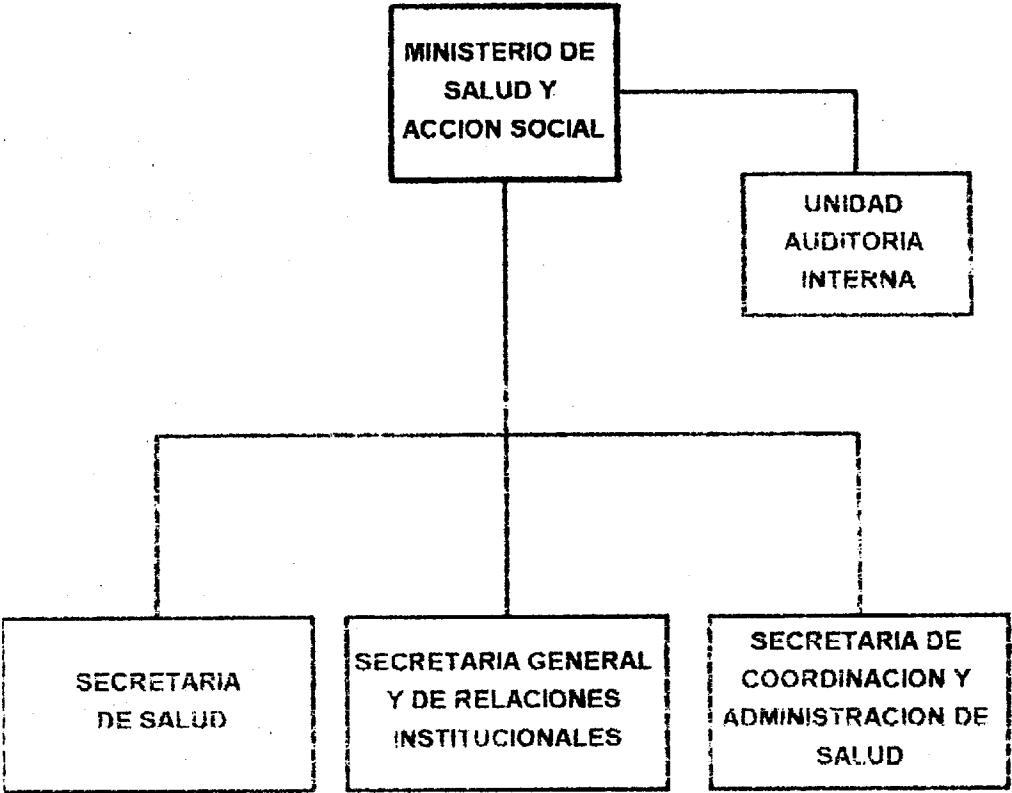 MINISTERIO DE
SALUD Y
ACCION SOCIAL
UNIDAD
AUDITORIA
INTERNA
SECRETARIA
DE SALUD
SECRETARIA GENERAL
Y DE RELACIONES
INSTITUCIONALES
SECRETARIA DE
COORDINACION Y
ADMINISTRACION DE
SALUD